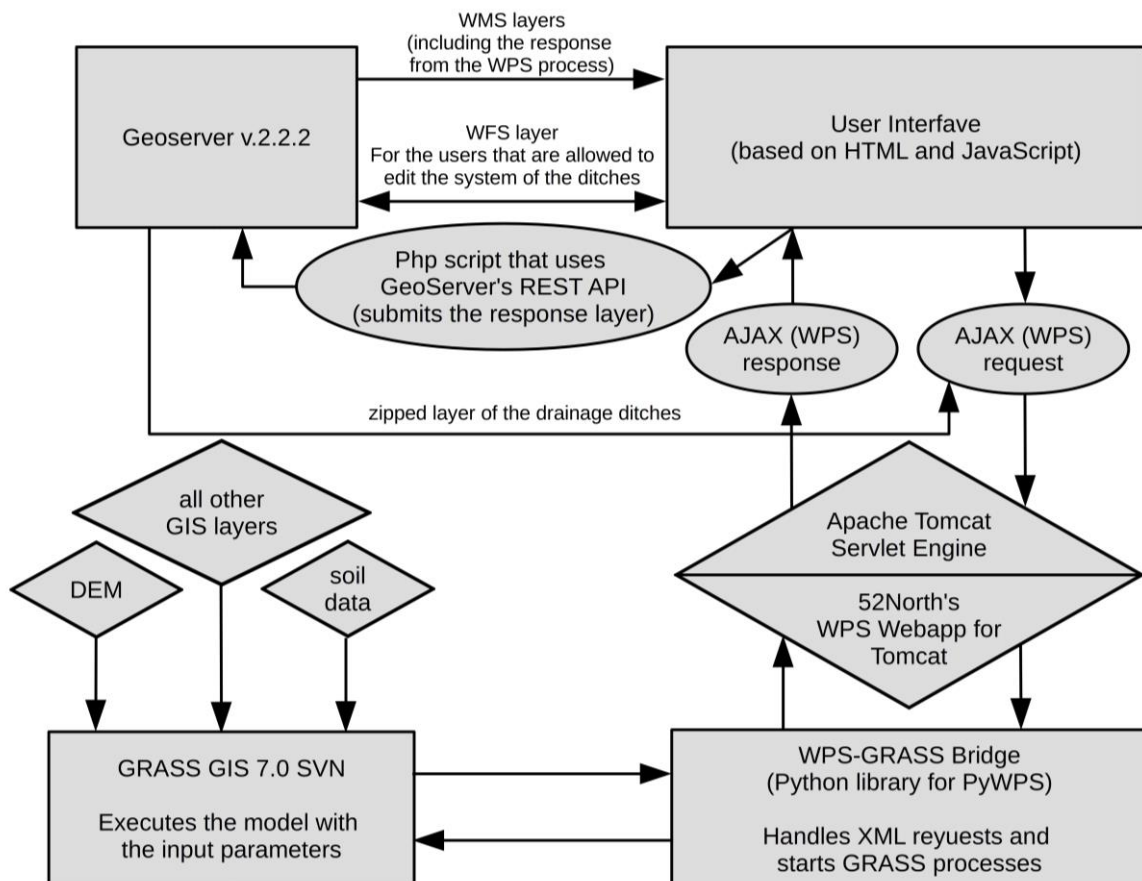 WMS layers
(including the response
from the WPS process)
Geoserver v.2.2.2
User Interfave
(based on HTML and JavaScript)
WFS layer
For the users that are allowed to
edit the system of the ditches
Php script that uses
GeoServer's REST API
(submits the response layer)
AJAX (WPS)
response
AJAX (WPS)
request
zipped layer of the drainage ditches
all other
GIS layers
DEM
soil
data
Apache Tomcat
Servlet Engine
52North's
WPS Webapp for
Tomcat
GRASS GIS 7.0 SVN
Executes the model with
the input parameters
WPS-GRASS Bridge
(Python library for PyWPS)
Handles XML reyuests and
starts GRASS processes